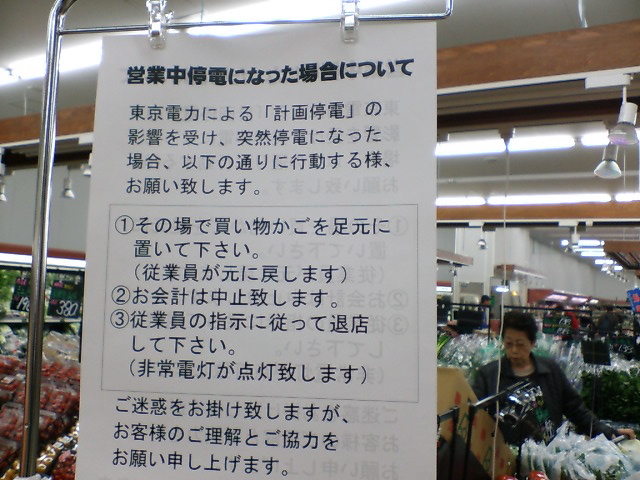 営業中停電になった場合について
東京電力による「計画停電」の
影響を受け、突然停電になった
場合、以下の通りに行動する様、
お願い致します。
①その場で買い物かごを足元に
置いて下さい。
（従業員が元に戻します）
②お会計は中止致します。
③従業員の指示に従って退店
して下さい。
（非常電灯が点灯致します）
ご迷惑をお掛け致しますが、
お客様のご理解とご協力を
お願い申し上げます。
380